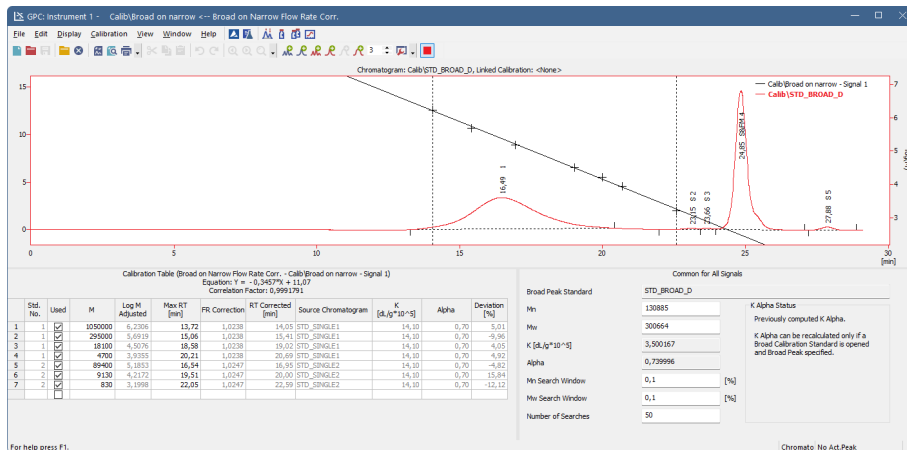 GPC: Instrument 1 - Calib\Broad on narrow <-- Broad on Narrow Flow Rate Corr.
File Edit Display Calibration View Window Help
3
Chromatogram: Calib\STD_BROAD_D, Linked Calibration: <None>
Calib\Broad on narrow - Signal 1
Calib\STD_BROAD_D
15
10
5
0
7
6
5
4
3
16,49 1
23,15 S 2
23,66 S 3
27,88 S 5
0 5 10 15 20 25 30
[min]
Calibration Table (Broad on Narrow Flow Rate Corr. - Calib\Broad on narrow - Signal 1)
Equation: Y = - 0,3457*X + 11,07
Correlation Factor: 0,9991791
Std. No. Used M Log M Adjusted Max RT [min] FR Correction RT Corrected [min] Source Chromatogram K [dL/g*10^5] Alpha Deviation [%]
1 1 1050000 6,2306 13,72 1,0238 14,05 STD_SINGLE1 14,10 0,70 5,01
2 1 295000 5,6919 15,06 1,0238 15,41 STD_SINGLE1 14,10 0,70 -9,96
3 1 18100 4,5076 18,58 1,0238 19,02 STD_SINGLE1 14,10 0,70 4,05
4 1 4700 3,9355 20,21 1,0238 20,69 STD_SINGLE1 14,10 0,70 4,92
5 2 89400 5,1853 16,54 1,0247 16,95 STD_SINGLE2 14,10 0,70 -4,82
6 2 9130 4,2172 19,51 1,0247 20,00 STD_SINGLE2 14,10 0,70 15,84
7 2 830 3,1998 22,05 1,0247 22,59 STD_SINGLE2 14,10 0,70 -12,12
Common for All Signals
Broad Peak Standard STD_BROAD_D
Mn 130885
Mw 300664
K [dL/g*10^5] 3,500167
Alpha 0,739996
Mn Search Window 0,1 [%]
Mw Search Window 0,1 [%]
Number of Searches 50
K Alpha Status
Previously computed K Alpha.
K Alpha can be recalculated only if a
Broad Calibration Standard is opened
and Broad Peak specified.
For help press F1.
Chromato No Act.Peak